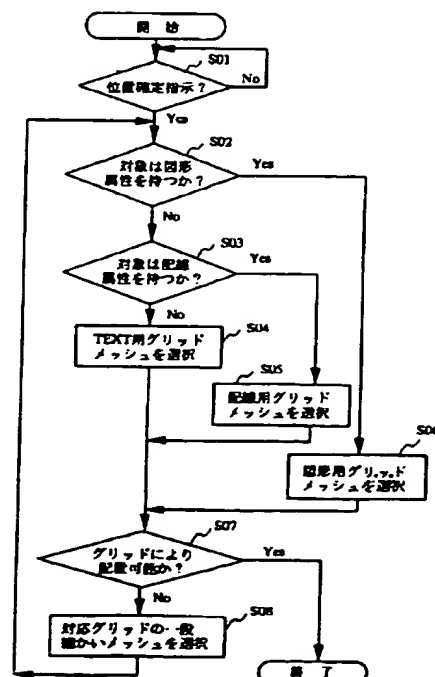 開始
S01
位置確定指示？
No
Yes
S02
対象は図形
属性を持つか？
Yes
No
S03
対象は配線
属性を持つか？
Yes
No
S04
TEXT用グリッド
メッシュを選択
S05
配線用グリッド
メッシュを選択
S06
図形用グリッド
メッシュを選択
S07
グリッドにより
配置可能か？
Yes
No
S08
対応グリッドの一段
細かいメッシュを選択
終了